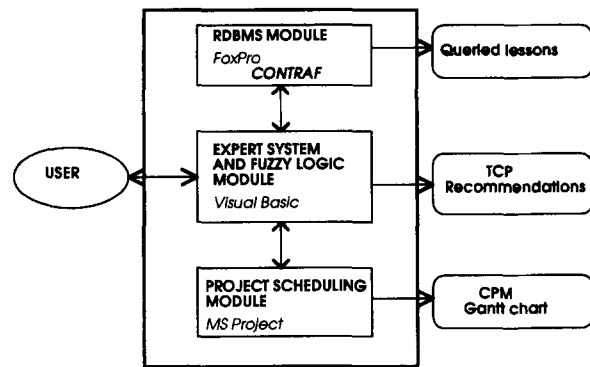 RDBMS MODULE
FoxPro
CONTRAF
Queried lessons
USER
EXPERT SYSTEM
AND FUZZY LOGIC
MODULE
Visual Basic
TCP
Recommendations
PROJECT SCHEDULING
MODULE
MS Project
CPM
Gantt chart